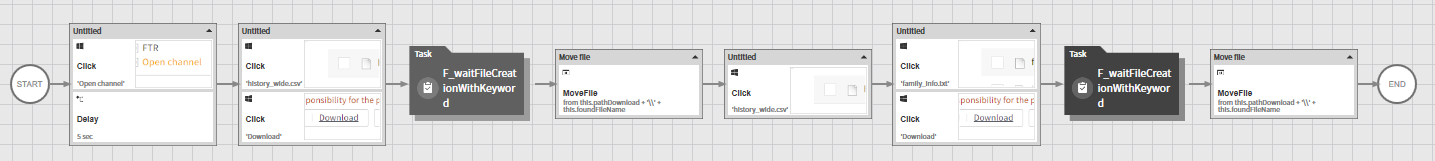 START
Untitled
Click
'Open channel'
FTR
Open channel
Delay
5 sec
Untitled
Click
'history_wide.csv'
Click
'Download'
ponsibility for the p
Download
Task
F_waitFileCreat
ionWithKeywor
d
Move file
MoveFile
from this.pathDownload + '\\' +
this.foundFileName
Untitled
Click
'history_wide.csv'
Untitled
Click
'family_info.txt'
Click
'Download'
ponsibility for the p
Download
Task
F_waitFileCreat
ionWithKeywor
d
Move file
MoveFile
from this.pathDownload + '\\' +
this.foundFileName
END